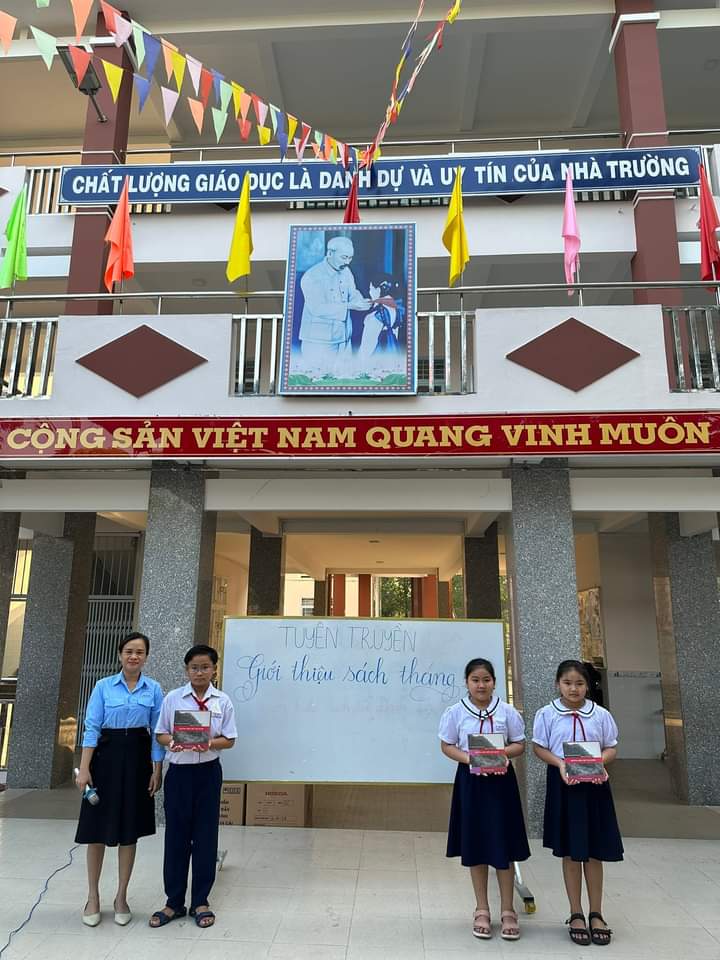 CHẤT LƯỢNG GIÁO DỤC LÀ DANH DỰ VÀ UY TÍN CỦA NHÀ TRƯỜNG
CỘNG SẢN VIỆT NAM QUANG VINH MUÔN
TUYÊN TRUYỀN
Giới thiệu sách tháng
HONDA